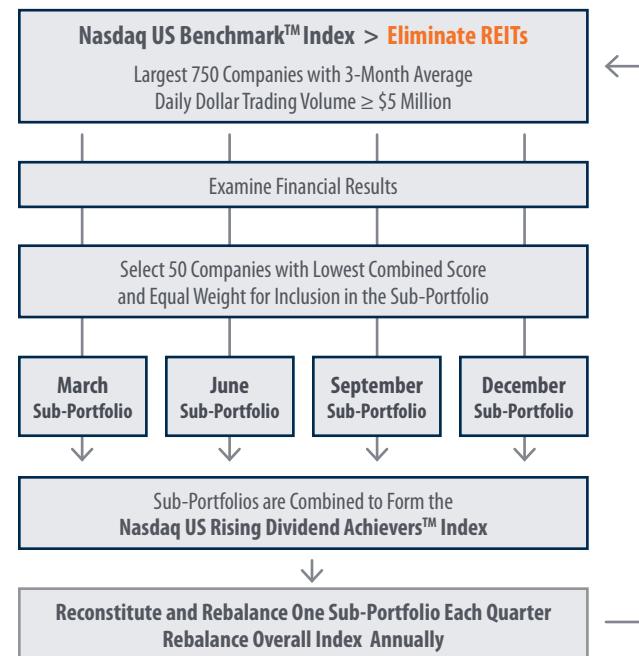 Nasdaq US Benchmark™ Index > Eliminate REITs
Largest 750 Companies with 3-Month Average
Daily Dollar Trading Volume ≥ $5 Million
Examine Financial Results
Select 50 Companies with Lowest Combined Score
and Equal Weight for Inclusion in the Sub-Portfolio
March
Sub-Portfolio
June
Sub-Portfolio
September
Sub-Portfolio
December
Sub-Portfolio
Sub-Portfolios are Combined to Form the
Nasdaq US Rising Dividend Achievers™ Index
Reconstitute and Rebalance One Sub-Portfolio Each Quarter
Rebalance Overall Index Annually